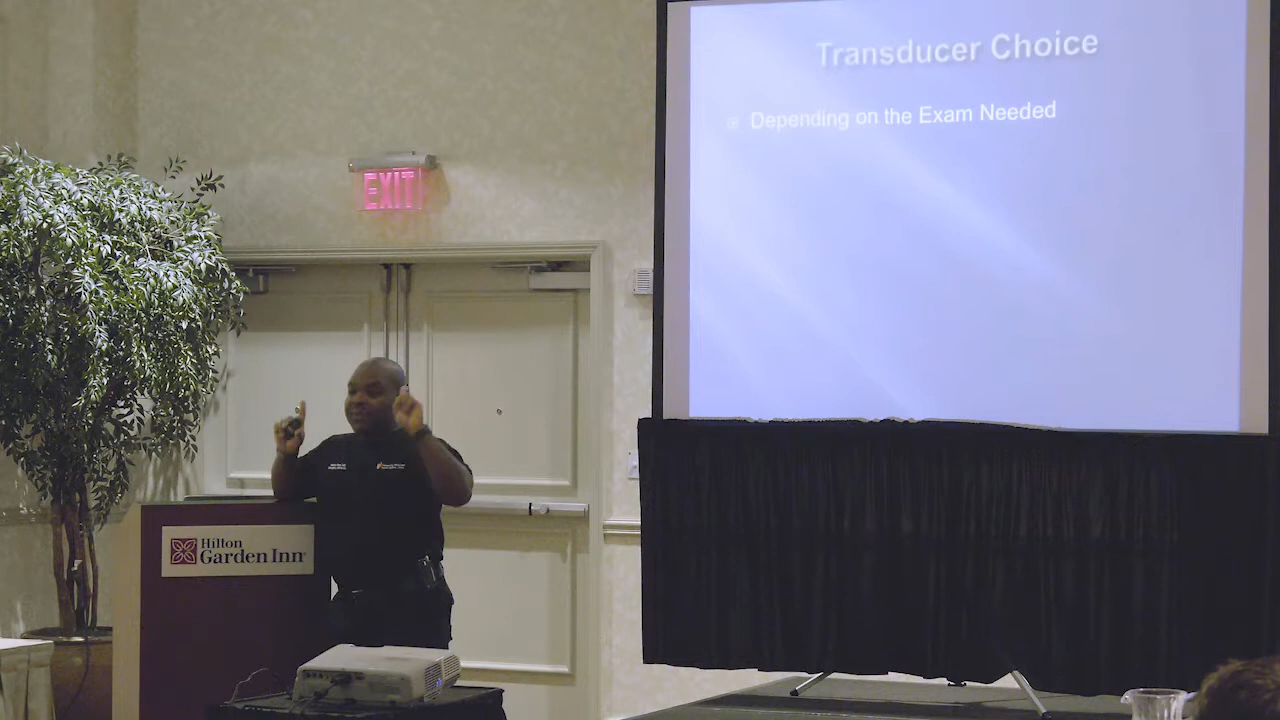 Transducer Choice
Depending on the Exam Needed
EXIT
Hilton
Garden Inn